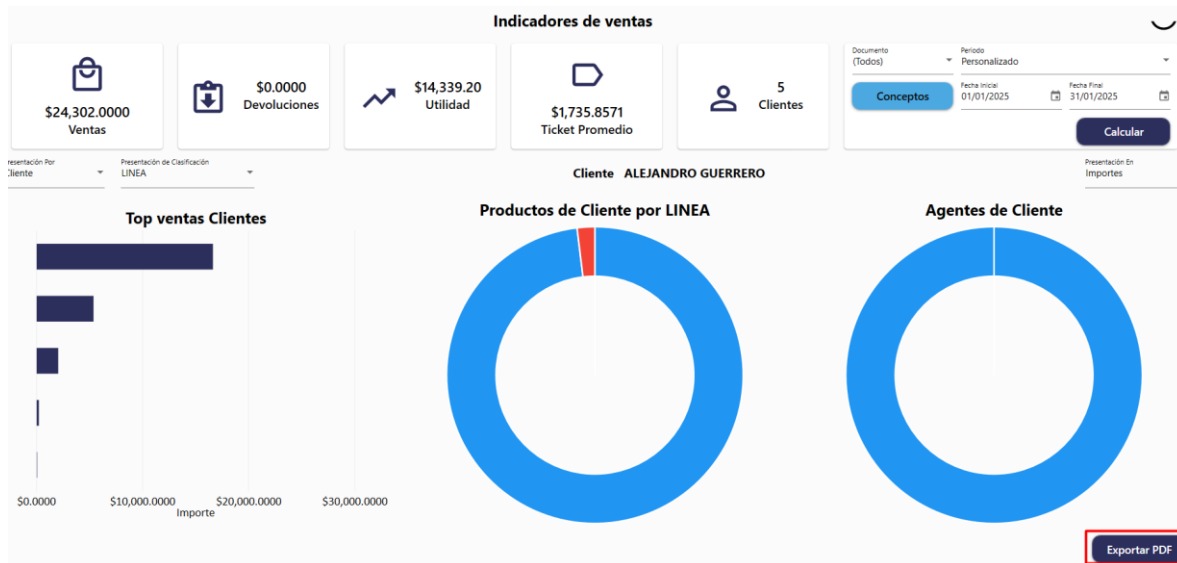 Indicadores de ventas
$24,302.0000
Ventas
$0.0000
Devoluciones
$14,339.20
Utilidad
$1,735.8571
Ticket Promedio
5
Clientes
Documento
(Todos)
Periodo
Personalizado
Conceptos
Fecha Inicial
01/01/2025
Fecha Final
31/01/2025
Calcular
resentación Por
Cliente
Presentación de Clasificación
LINEA
Cliente ALEJANDRO GUERRERO
Presentación En
Importes
Top ventas Clientes
Productos de Cliente por LINEA
Agentes de Cliente
$0.0000
$10,000.0000
$20,000.0000
$30,000.0000
Importe
Exportar PDF